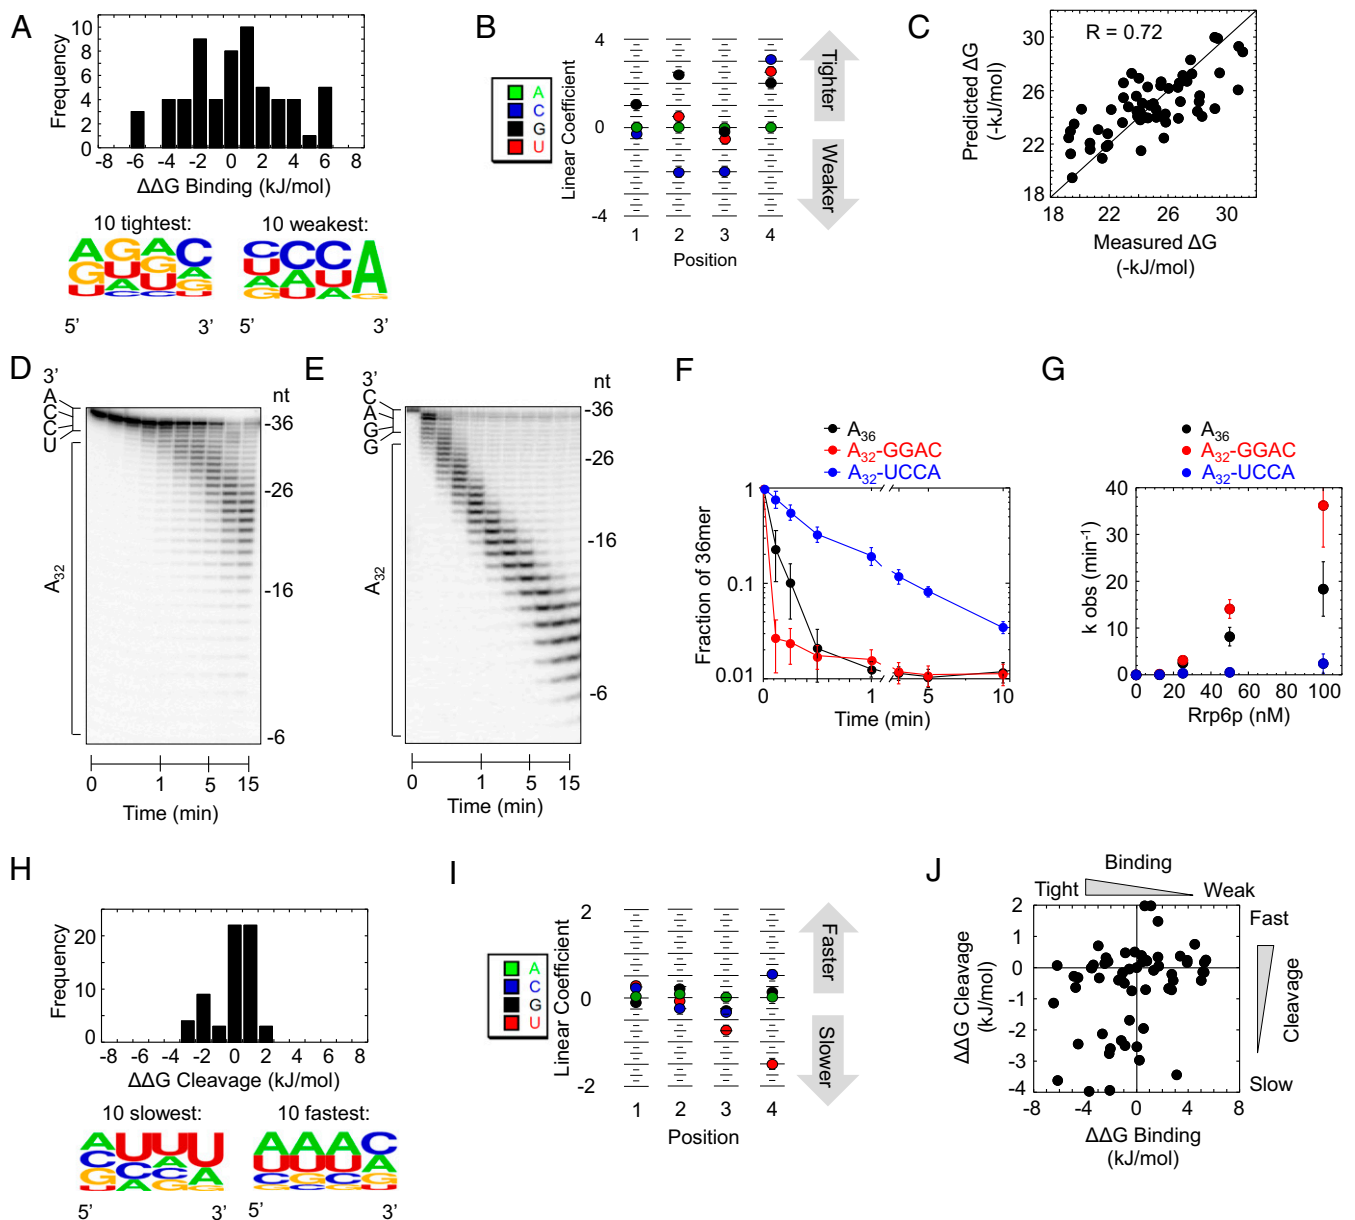 A
Frequency
10
8
6
4
2
0
-8 -6 -4 -2 0 2 4 6 8
ΔΔG Binding (kJ/mol)
10 tightest:
10 weakest:
5’ 3’
5’ 3’
B
A
C
G
U
Linear Coefficient
4
0
-4
1 2 3 4
Position
Tighter
Weaker
C
R = 0.72
Predicted ΔG
(-kJ/mol)
30
26
22
18
18 22 26 30
Measured ΔG
(-kJ/mol)
D
3’
A
C
C
U
A32
nt
-36
-26
-16
-6
0 1 5 15
Time (min)
E
3’
C
A
G
G
A32
nt
-36
-26
-16
-6
0 1 5 15
Time (min)
F
A36
A32-GGAC
A32-UCCA
Fraction of 36mer
1
0.1
0.01
0 1 5 10
Time (min)
G
A36
A32-GGAC
A32-UCCA
k obs (min-1)
40
30
20
10
0
0 25 50 75 100
Rrp6p (nM)
H
Frequency
20
10
0
-8 -6 -4 -2 0 2 4 6 8
ΔΔG Cleavage (kJ/mol)
10 slowest:
10 fastest:
5’ 3’
5’ 3’
I
A
C
G
U
Linear Coefficient
2
0
-2
1 2 3 4
Position
Faster
Slower
J
Binding
Tight
Weak
ΔΔG Cleavage
(kJ/mol)
2
1
0
-1
-2
-3
-4
-8 -4 0 4 8
ΔΔG Binding
(kJ/mol)
Fast
Cleavage
Slow